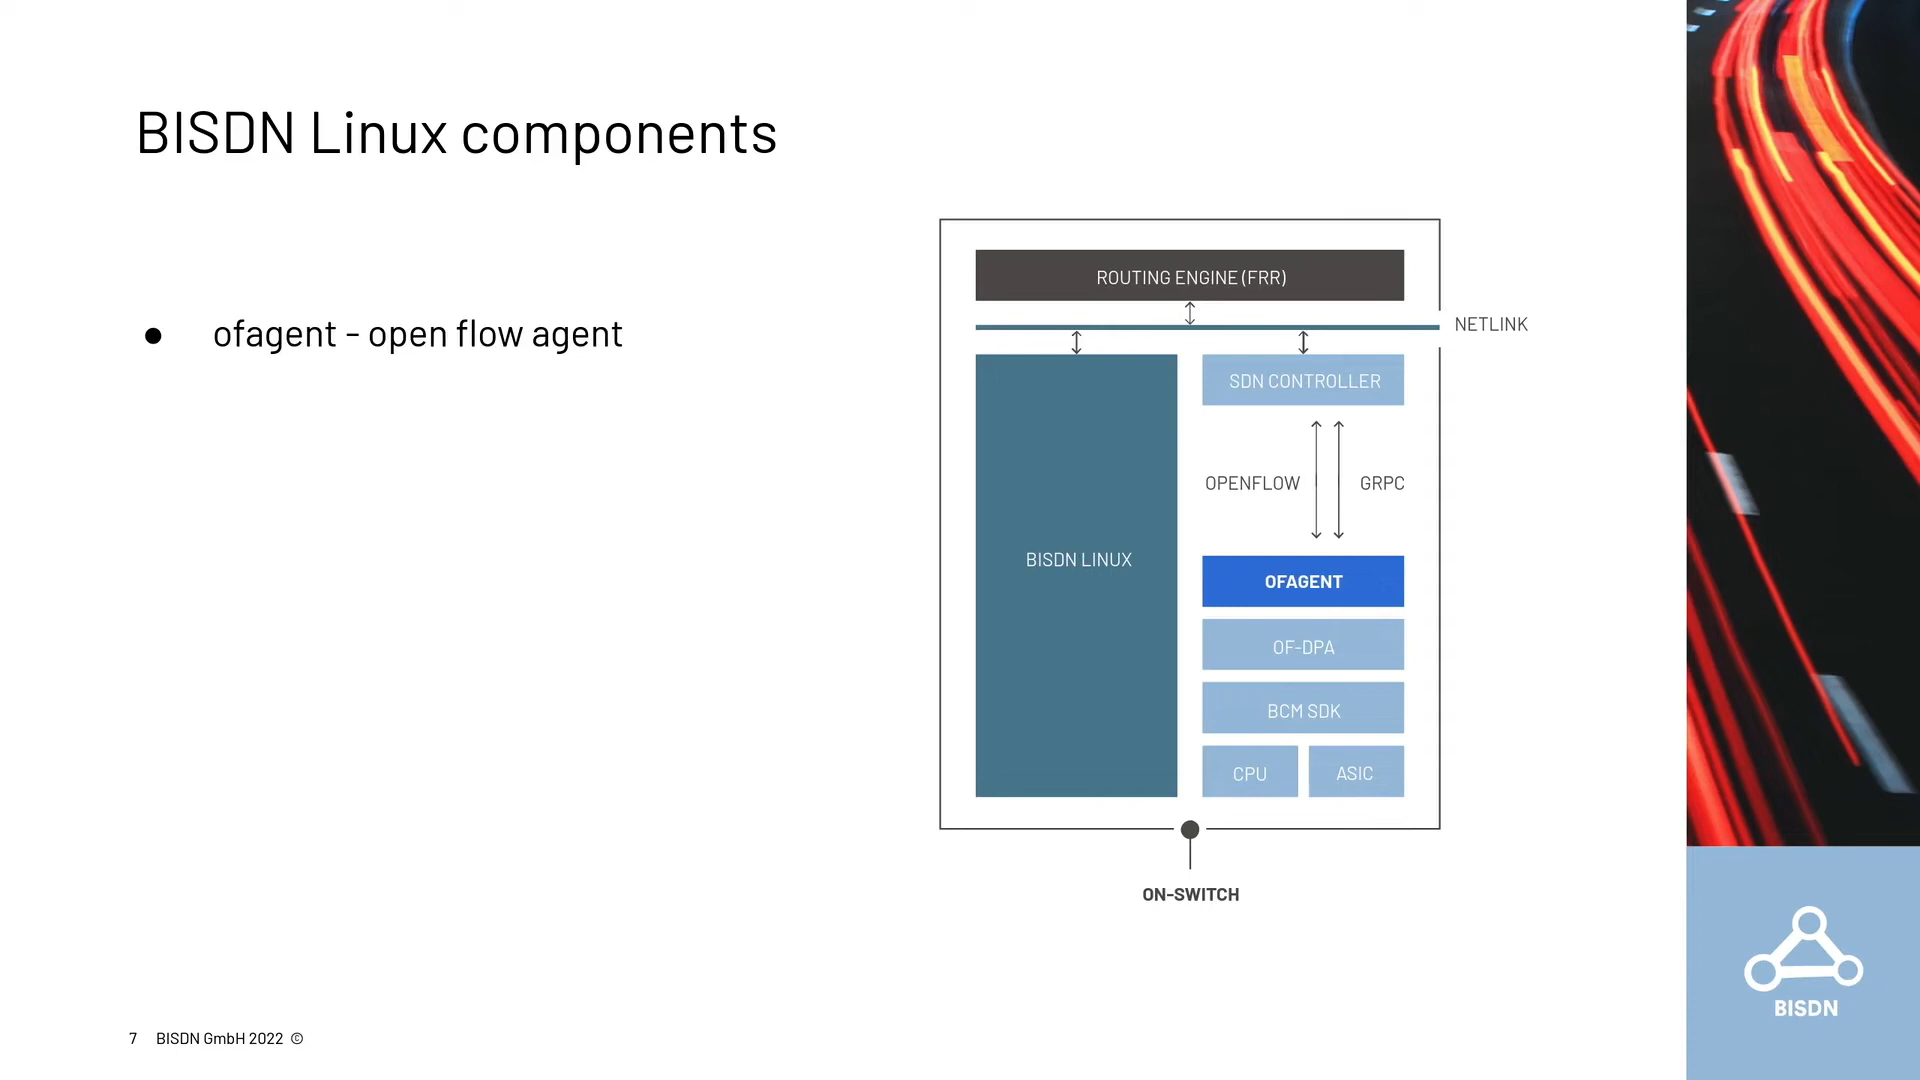 BISDN Linux components
● ofagent - open flow agent
ROUTING ENGINE (FRR)
NETLINK
SDN CONTROLLER
OPENFLOW
GRPC
BISDN LINUX
OFAGENT
OF-DPA
BCM SDK
CPU
ASIC
ON-SWITCH
BISDN
7 BISDN GmbH 2022 ©